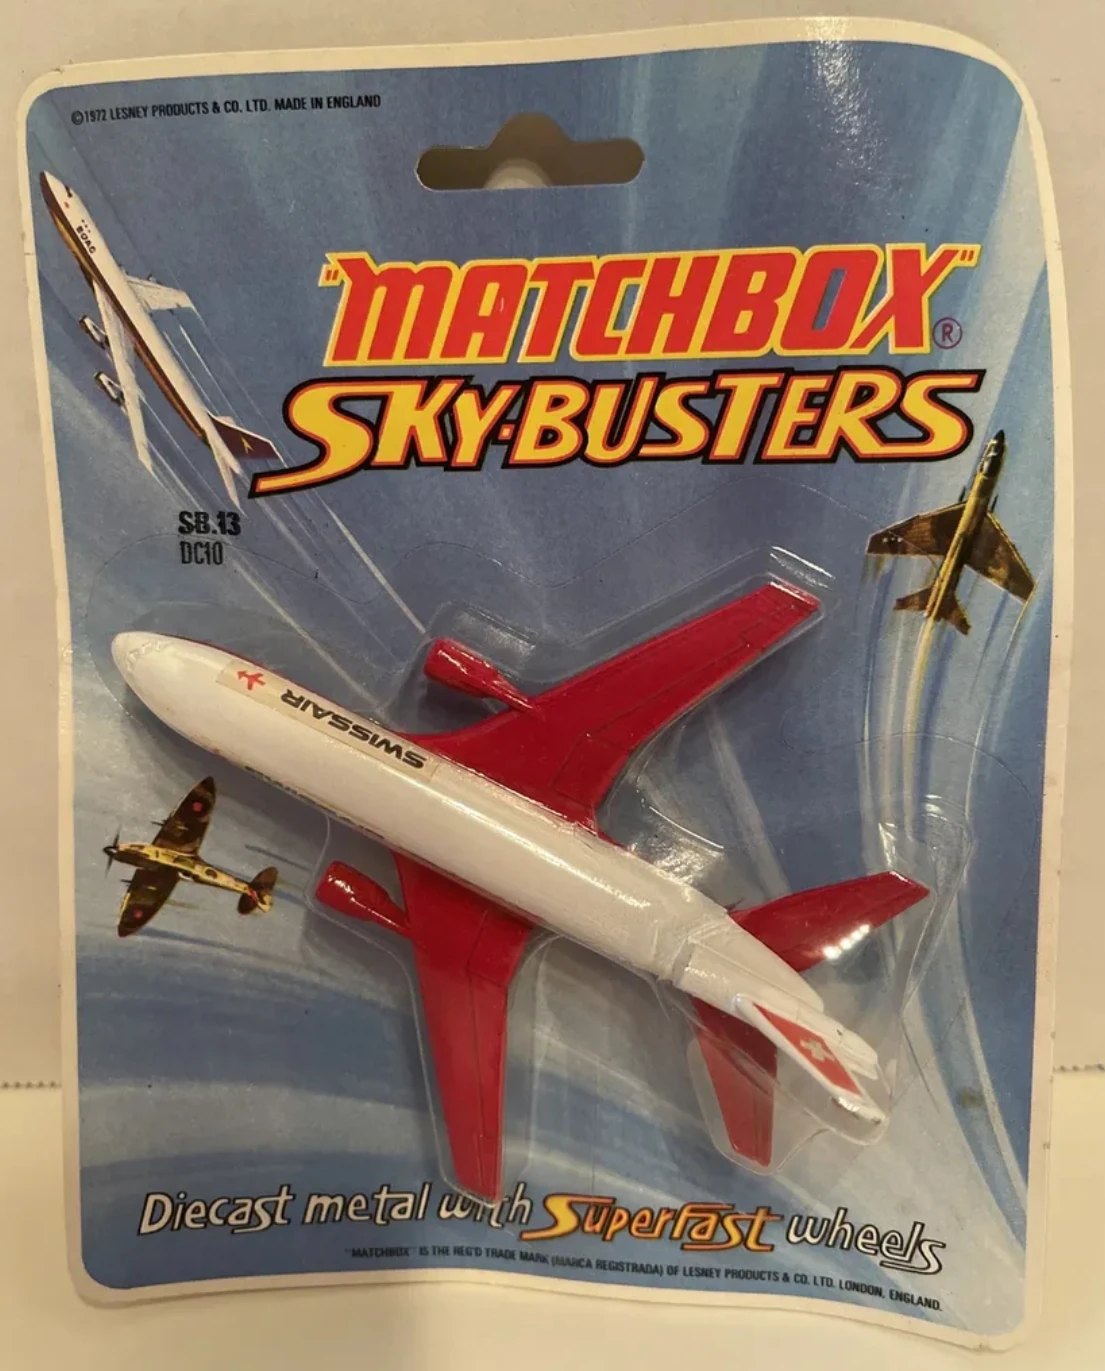 ©1972 LESNEY PRODUCTS & CO. LTD. MADE IN ENGLAND
BOAC
"MATCHBOX"®
SKY-BUSTERS
SB.13
DC10
SWISSAIR
Diecast metal with Superfast wheels
"MATCHBOX" IS THE REG'D TRADE MARK (MARCA REGISTRADA) OF LESNEY PRODUCTS & CO. LTD. LONDON, ENGLAND.